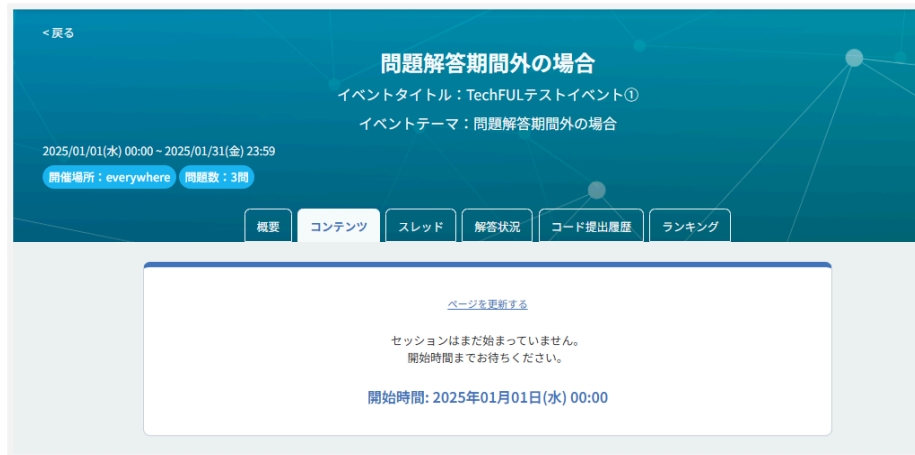 <戻る
問題解答期間外の場合
イベントタイトル：TechFULテストイベント①
イベントテーマ：問題解答期間外の場合
2025/01/01(水) 00:00 ~ 2025/01/31(金) 23:59
開催場所：everywhere 問題数：3問
概要 コンテンツ スレッド 解答状況 コード提出履歴 ランキング
ページを更新する
セッションはまだ始まっていません。
開始時間までお待ちください。
開始時間: 2025年01月01日(水) 00:00